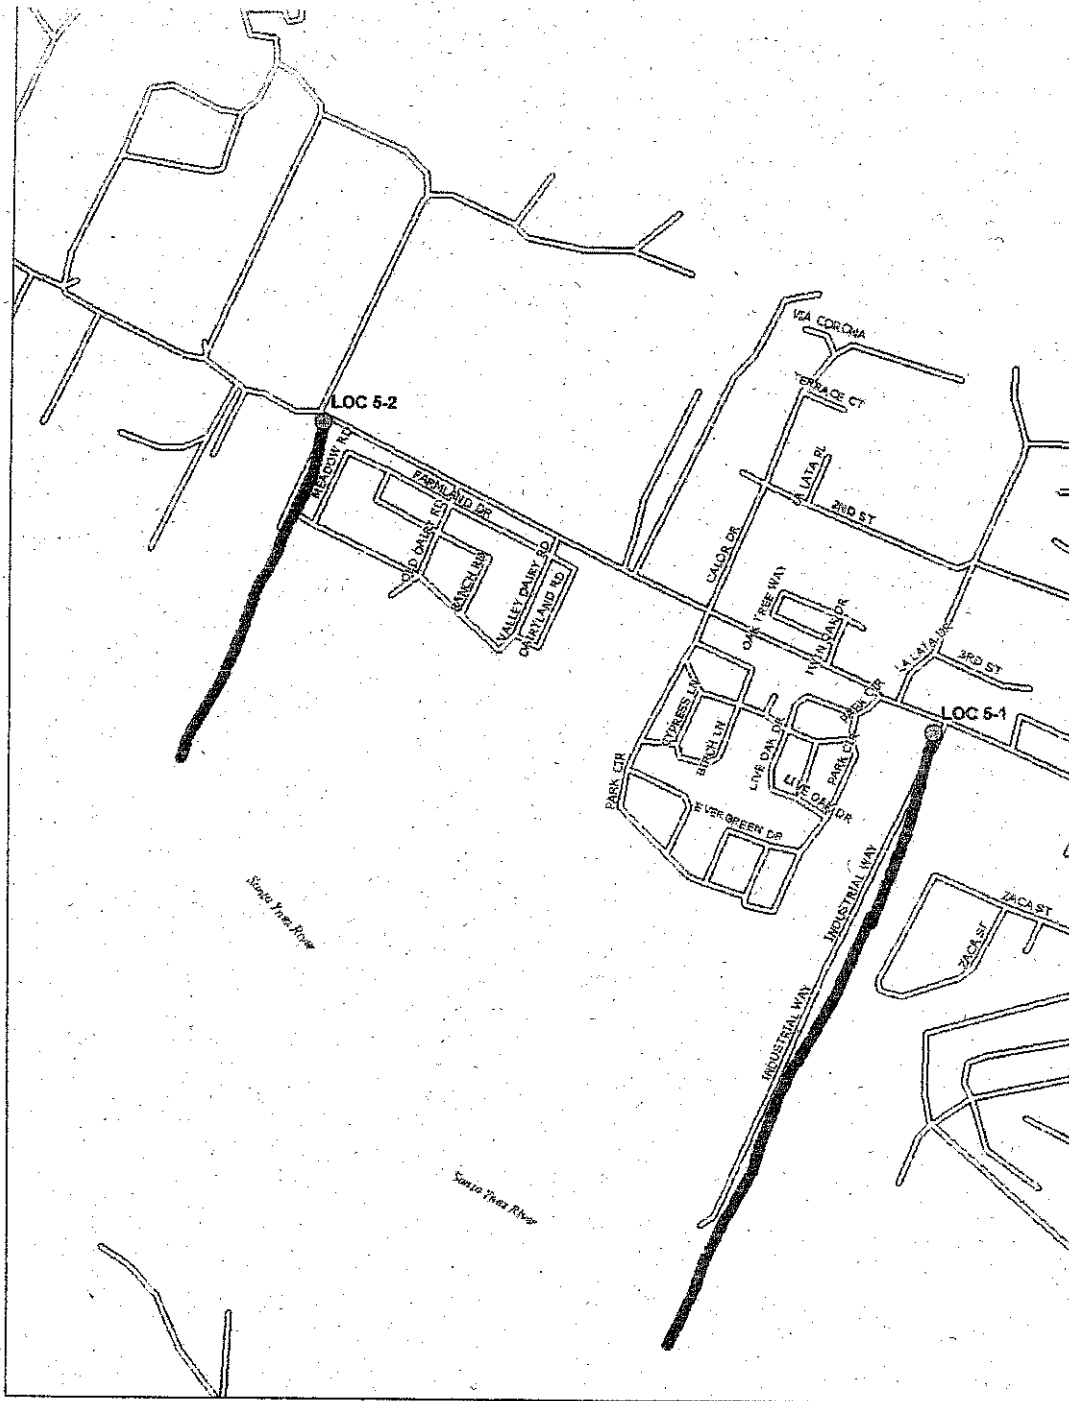 VIA CORONA
TERRACE CT
LOC 5-2
MEADOW RD
FARMLAND DR
LA LATA PL
2ND ST
OLD DAIRY RD
CALOR DR
RANCH RD
VALLEY DAIRY RD
DAIRYLAND RD
OAK TREE WAY
TWIN OAK DR
LA LATA DR
3RD ST
CYPRESS LN
PARK CIR
LOC 5-1
BIRCH LN
LIVE OAK DR
PARK CIR
PARK CIR
LIVE OAK DR
EVERGREEN DR
INDUSTRIAL WAY
ZACA ST
ZACA ST
Santa Ynez River
INDUSTRIAL WAY
Santa Ynez River